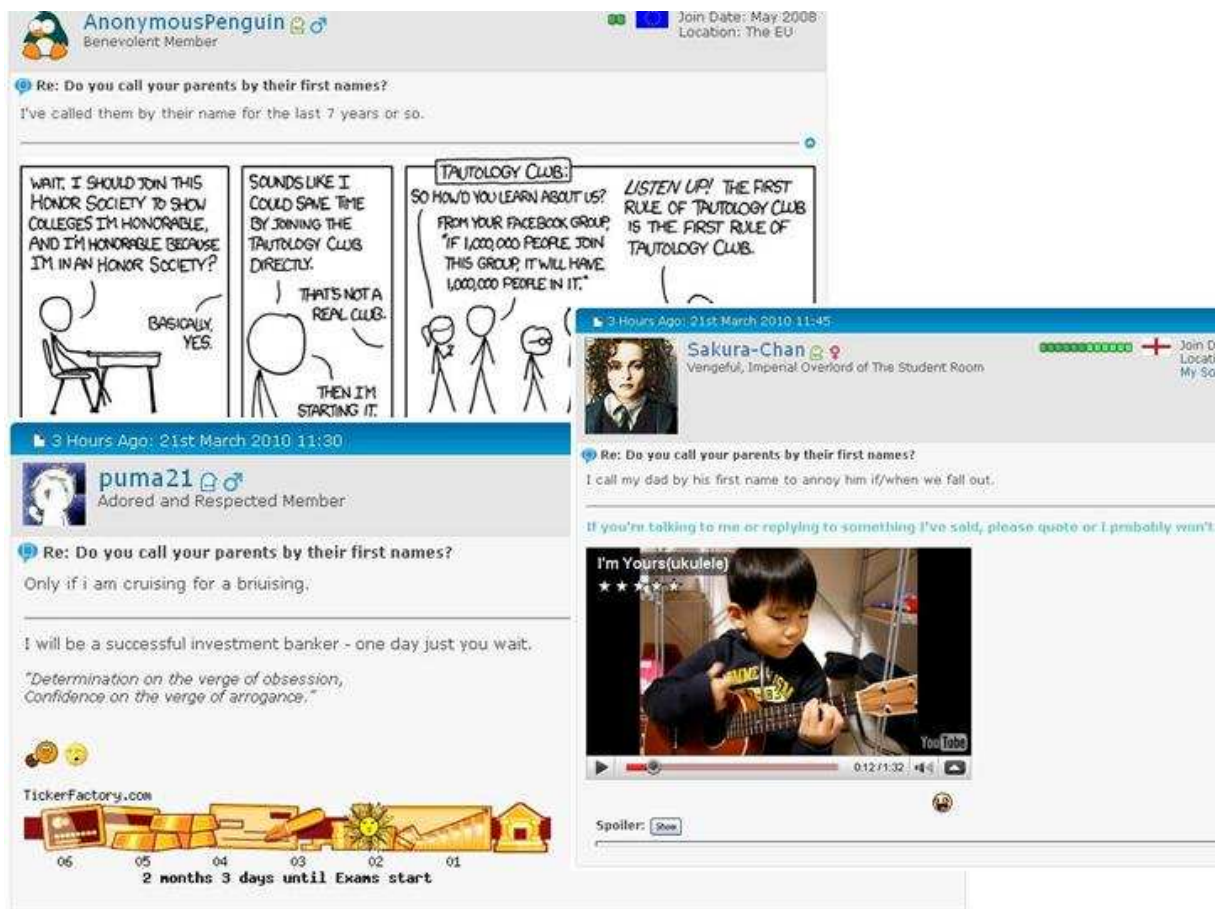 AnonymousPenguin
Benevolent Member
Join Date: May 2008
Location: The EU
Re: Do you call your parents by their first names?
I've called them by their name for the last 7 years or so.
WAIT, I SHOULD JOIN THIS
HONOR SOCIETY TO SHOW
COLLEGES I'M HONORABLE,
AND I'M HONORABLE BECAUSE
I'M IN AN HONOR SOCIETY?
BASICALLY,
YES.
SOUNDS LIKE I
COULD SAVE TIME
BY JOINING THE
TAUTOLOGY CLUB
DIRECTLY.
THAT'S NOT A
REAL CLUB.
THEN I'M
STARTING IT.
TAUTOLOGY CLUB:
SO HOW'D YOU LEARN ABOUT US?
FROM YOUR FACEBOOK GROUP,
"IF 1,000,000 PEOPLE JOIN
THIS GROUP, IT WILL HAVE
1,000,000 PEOPLE IN IT."
LISTEN UP! THE FIRST
RULE OF TAUTOLOGY CLUB
IS THE FIRST RULE OF
TAUTOLOGY CLUB.
3 Hours Ago: 21st March 2010 11:30
puma21
Adored and Respected Member
Re: Do you call your parents by their first names?
Only if i am cruising for a briuising.
I will be a successful investment banker - one day just you wait.
"Determination on the verge of obsession,
Confidence on the verge of arrogance."
TickerFactory.com
06 05 04 03 02 01
2 months 3 days until Exams start
3 Hours Ago: 21st March 2010 11:45
Sakura-Chan
Vengeful, Imperial Overlord of The Student Room
Join D
Locati
My So
Re: Do you call your parents by their first names?
I call my dad by his first name to annoy him if/when we fall out.
If you're talking to me or replying to something I've said, please quote or I probably won't
I'm Yours(ukulele)
YouTube
0:12 / 1:32
Spoiler: Show